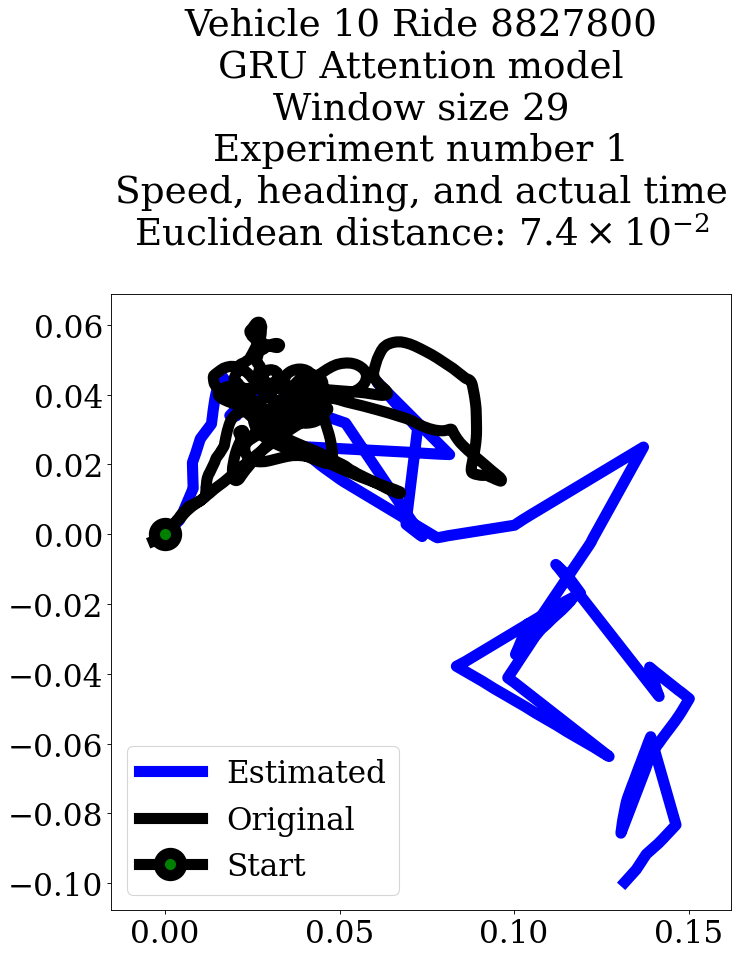 Vehicle 10 Ride 8827800
GRU Attention model
Window size 29
Experiment number 1
Speed, heading, and actual time
Euclidean distance: 7.4 × 10⁻²
0.06
0.04
0.02
0.00
−0.02
−0.04
−0.06
−0.08
−0.10
Estimated
Original
Start
0.00 0.05 0.10 0.15